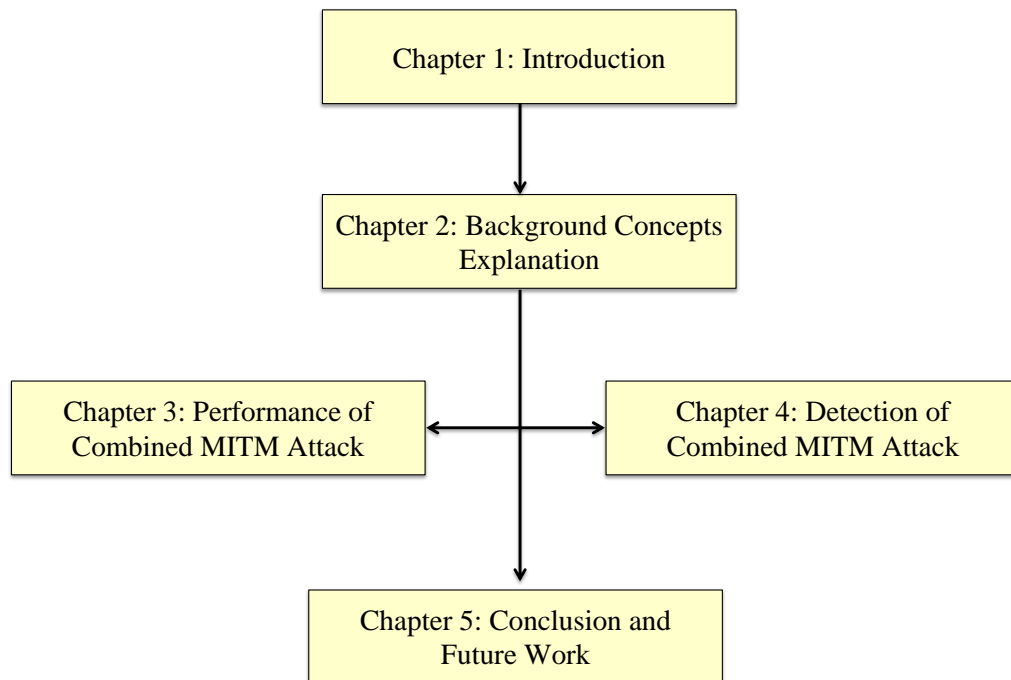 Chapter 1: Introduction
Chapter 2: Background Concepts
Explanation
Chapter 3: Performance of
Combined MITM Attack
Chapter 4: Detection of
Combined MITM Attack
Chapter 5: Conclusion and
Future Work